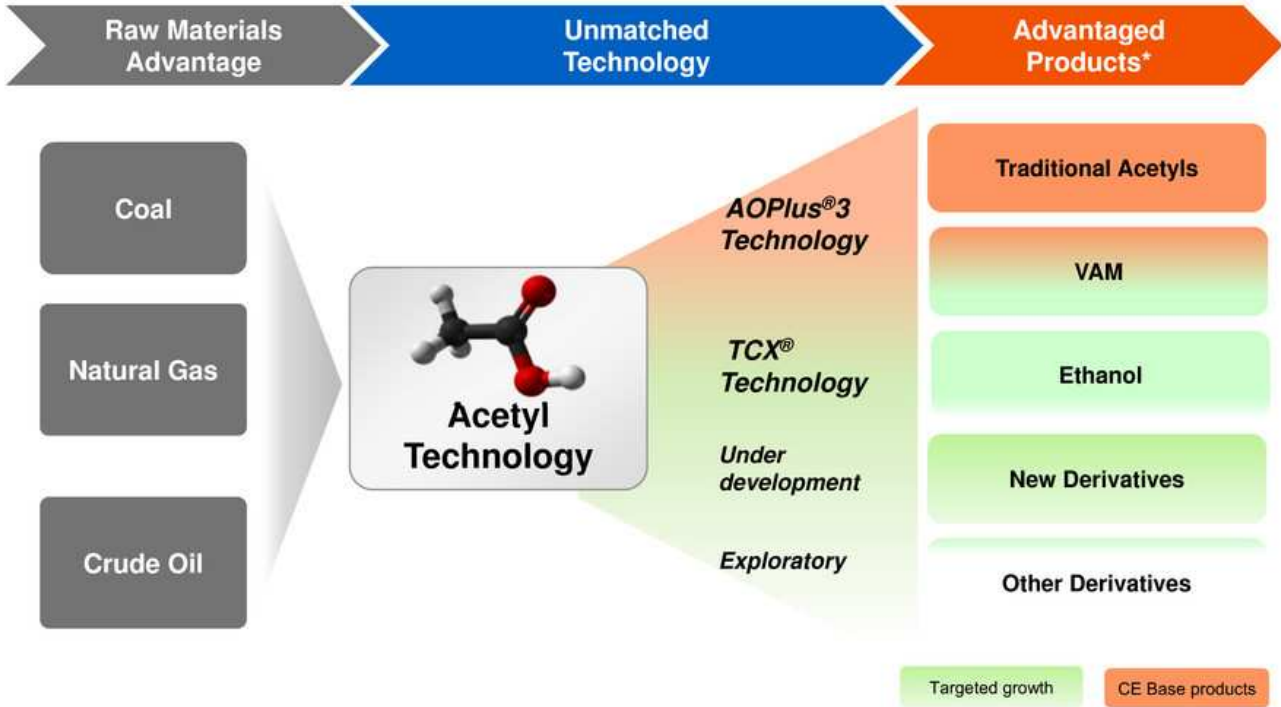 Raw Materials
Advantage
Unmatched
Technology
Advantaged
Products*
Coal
Natural Gas
Crude Oil
Acetyl
Technology
AOPlus®3
Technology
TCX®
Technology
Under
development
Exploratory
Traditional Acetyls
VAM
Ethanol
New Derivatives
Other Derivatives
Targeted growth
CE Base products